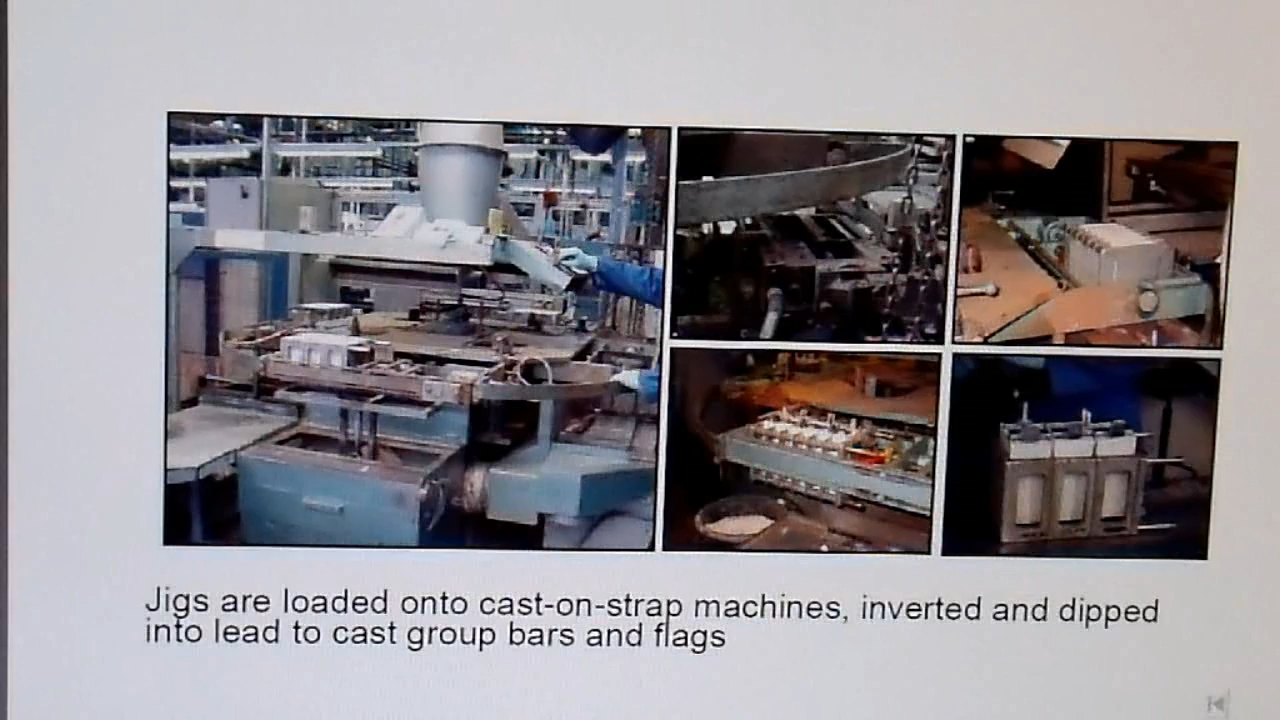 Jigs are loaded onto cast-on-strap machines, inverted and dipped
into lead to cast group bars and flags